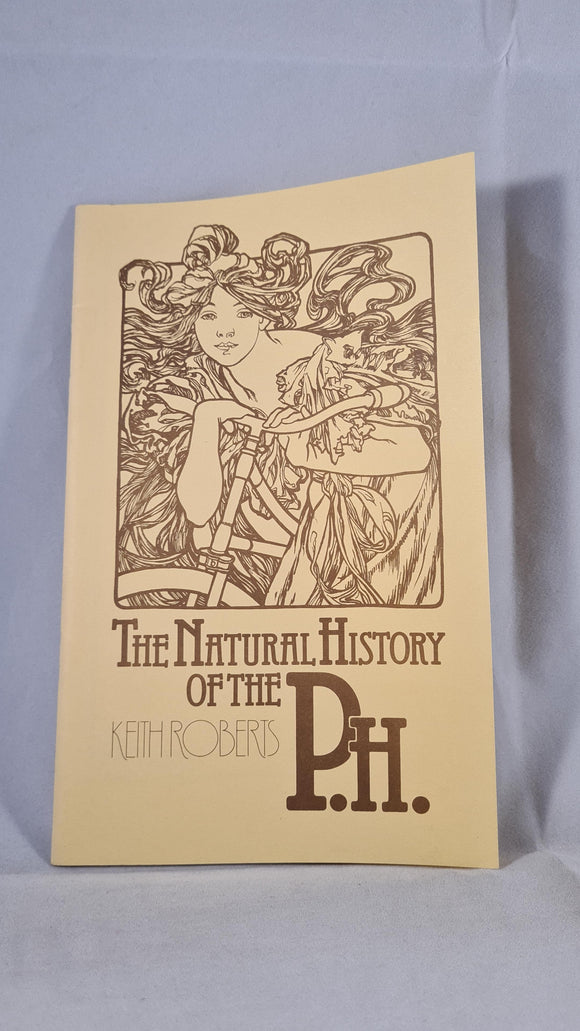 THE NATURAL HISTORY
OF THE P.H.
KEITH ROBERTS